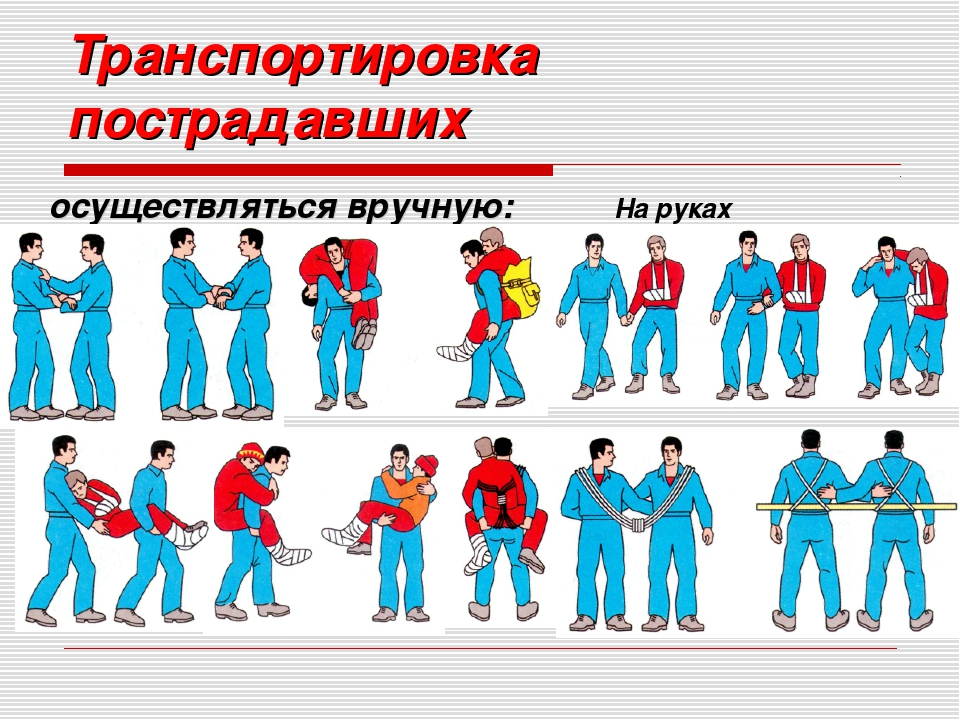 Транспортировка
пострадавших
осуществляться вручную:
На руках